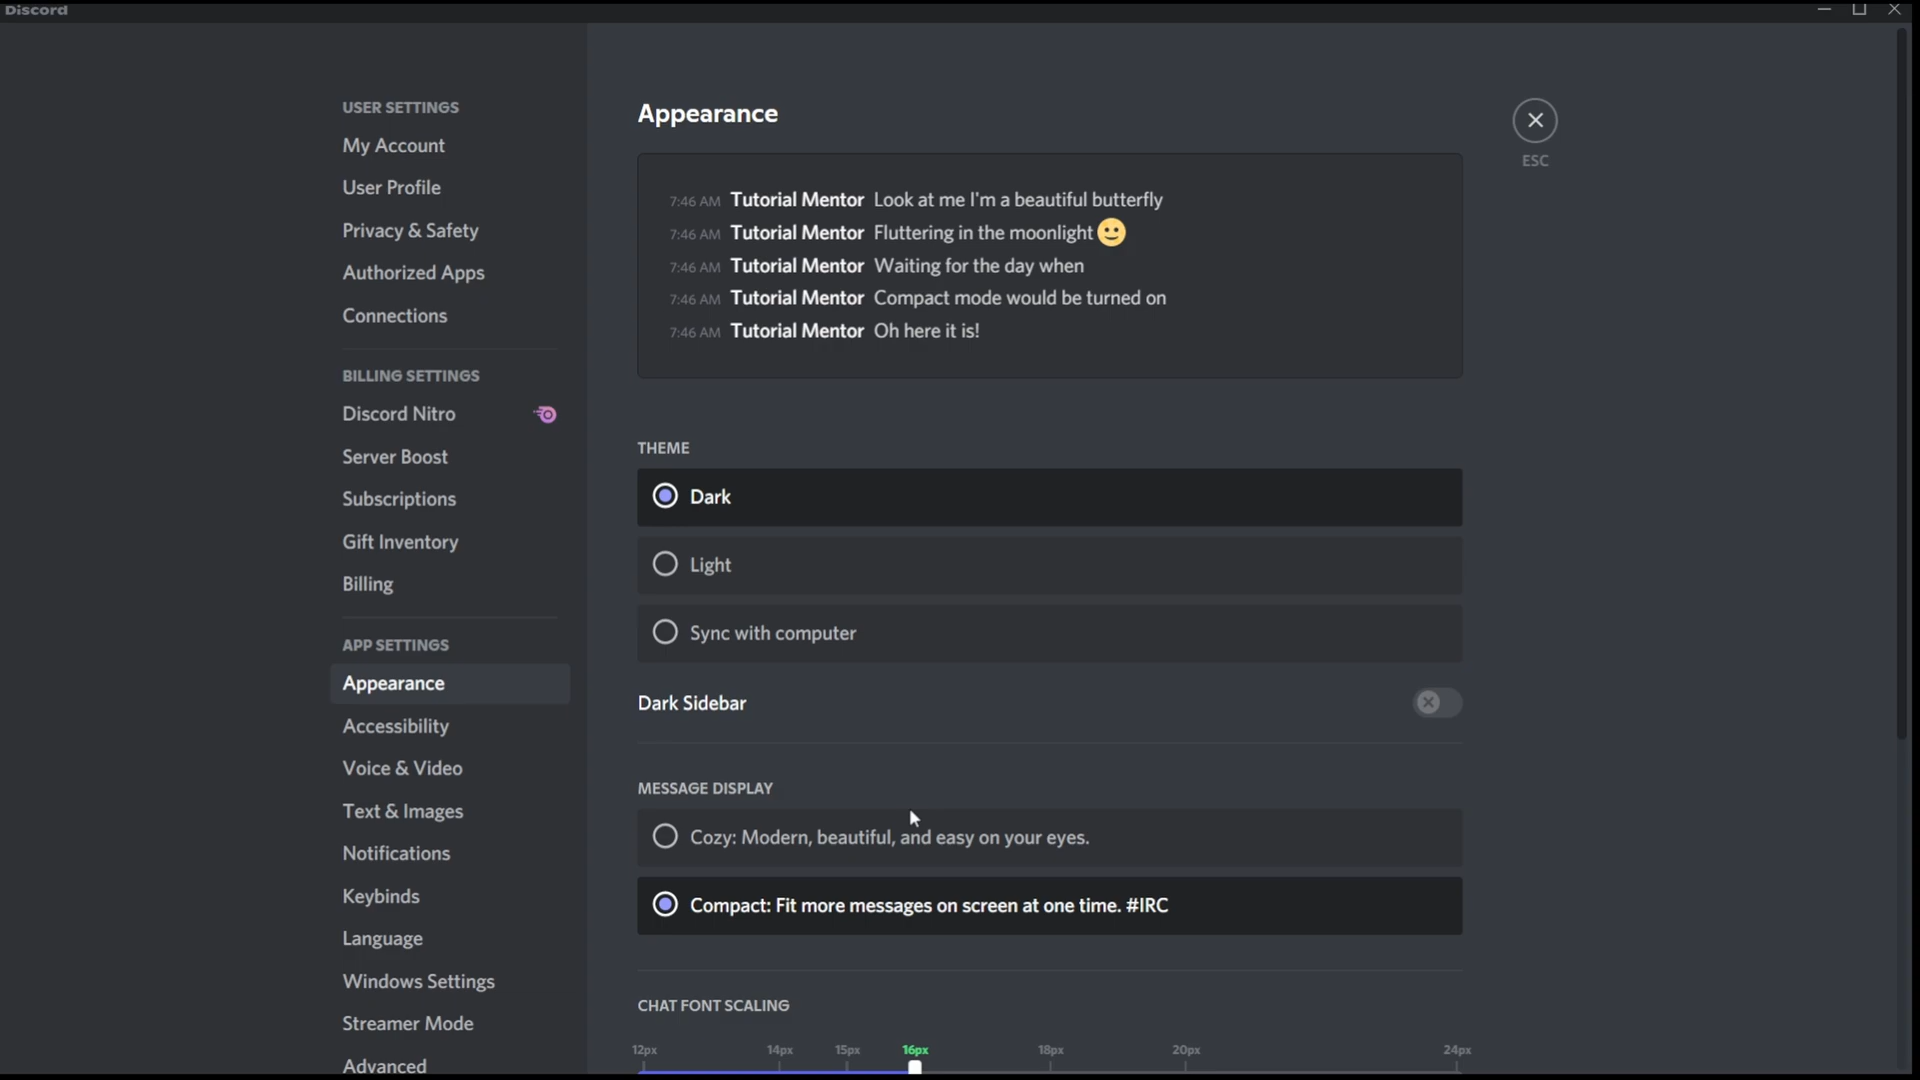 Discord
USER SETTINGS
My Account
User Profile
Privacy & Safety
Authorized Apps
Connections
BILLING SETTINGS
Discord Nitro
Server Boost
Subscriptions
Gift Inventory
Billing
APP SETTINGS
Appearance
Accessibility
Voice & Video
Text & Images
Notifications
Keybinds
Language
Windows Settings
Streamer Mode
Advanced
Appearance
ESC
7:46 AM Tutorial Mentor Look at me I'm a beautiful butterfly
7:46 AM Tutorial Mentor Fluttering in the moonlight 🙂
7:46 AM Tutorial Mentor Waiting for the day when
7:46 AM Tutorial Mentor Compact mode would be turned on
7:46 AM Tutorial Mentor Oh here it is!
THEME
Dark
Light
Sync with computer
Dark Sidebar
MESSAGE DISPLAY
Cozy: Modern, beautiful, and easy on your eyes.
Compact: Fit more messages on screen at one time. #IRC
CHAT FONT SCALING
12px 14px 15px 16px 18px 20px 24px